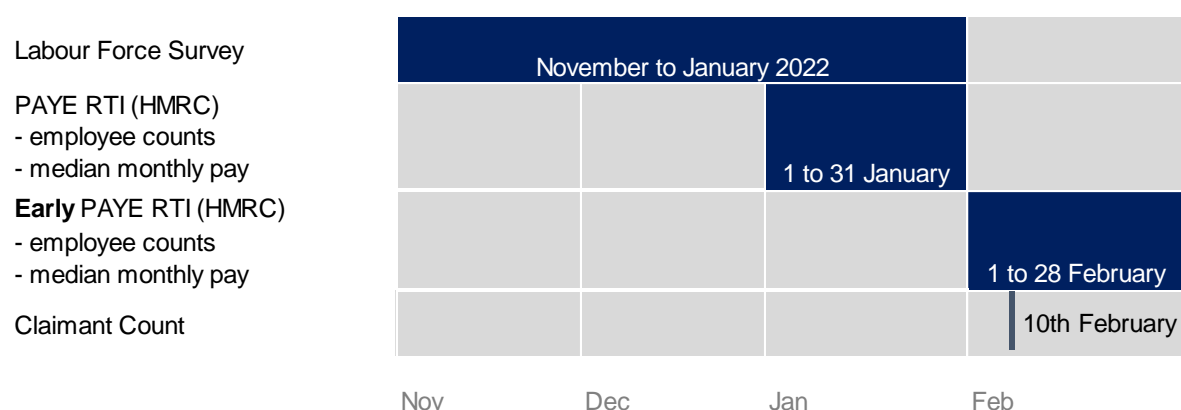 Labour Force Survey
November to January 2022
PAYE RTI (HMRC)
- employee counts
- median monthly pay
1 to 31 January
Early PAYE RTI (HMRC)
- employee counts
- median monthly pay
1 to 28 February
Claimant Count
10th February
Nov Dec Jan Feb